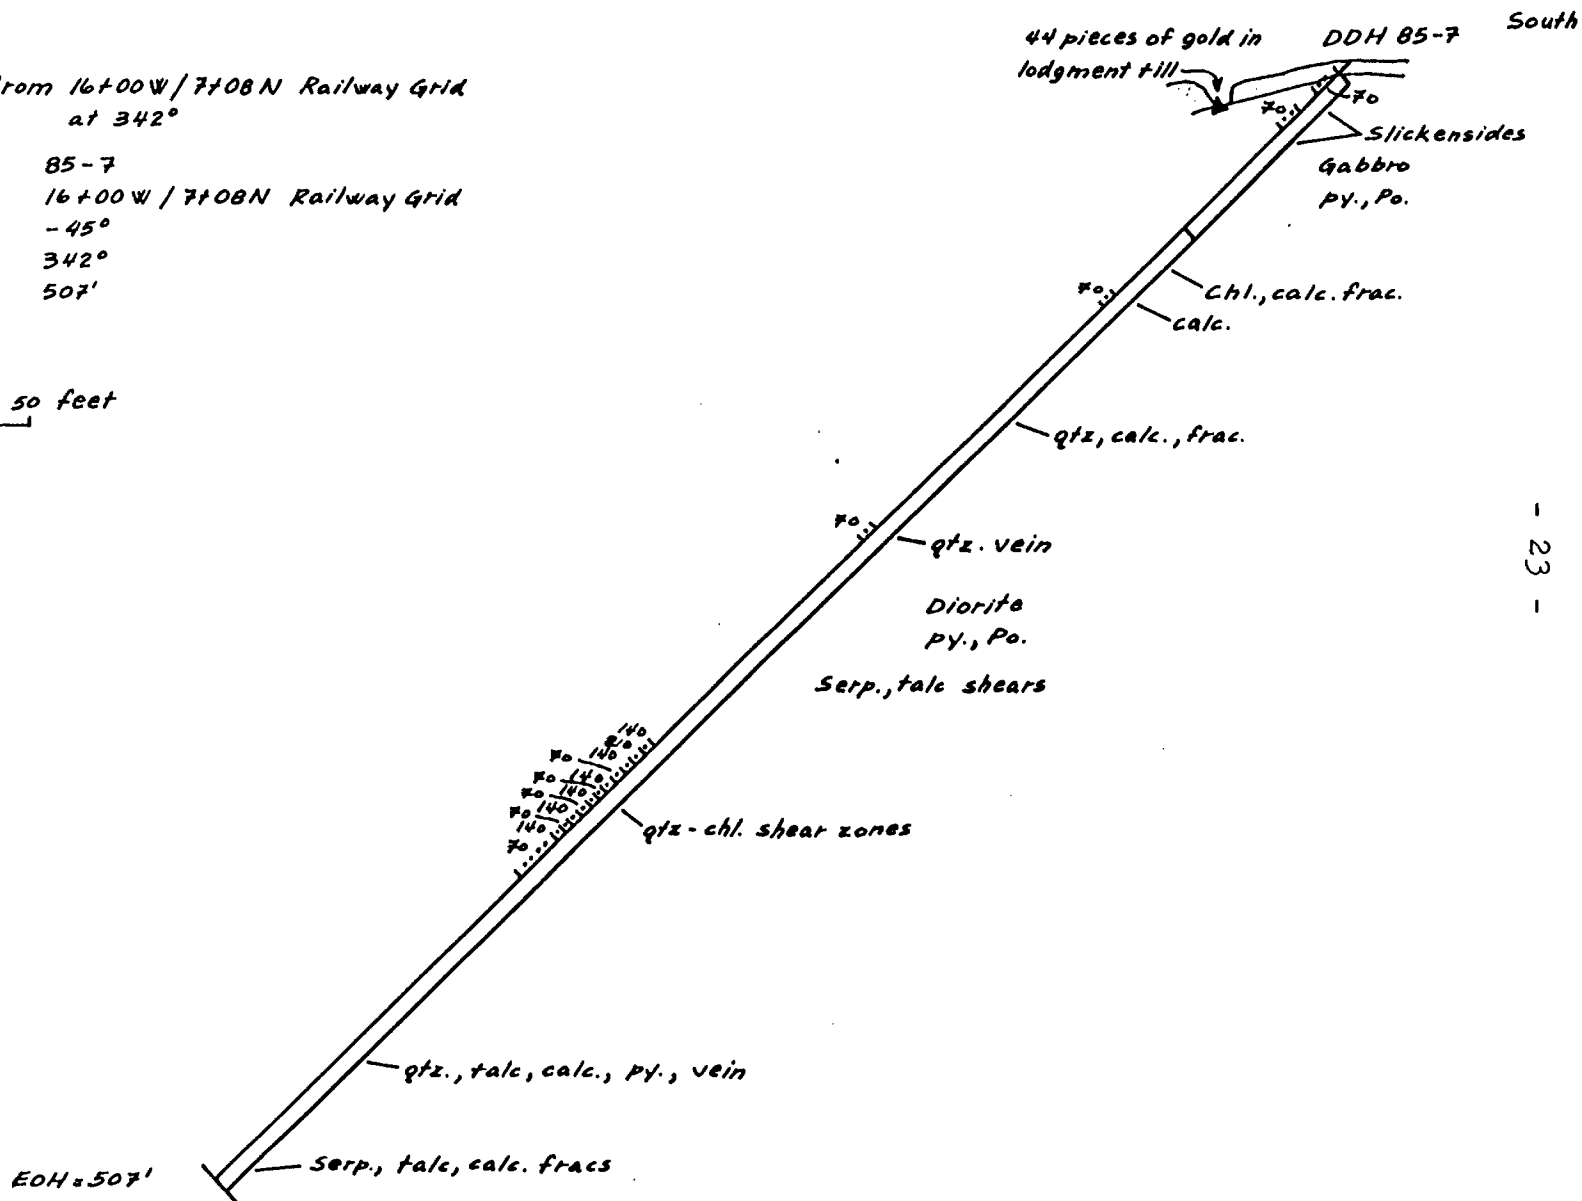 South
44 pieces of gold in
lodgment till
DDH 85-7
from 16+00W / 7+08N Railway Grid
at 342°
85-7
16+00W / 7+08N Railway Grid
-45°
342°
507'
50 feet
70
70
Slickensides
Gabbro
py., Po.
70
Chl., calc. frac.
calc.
qtz, calc., frac.
70
qtz. vein
Diorite
py., Po.
Serp., talc shears
140
140
70
140
70
140
70
140
70
140
70
qtz-chl. shear zones
qtz., talc, calc., py., vein
Serp., talc, calc. fracs
EOH = 507'
- 23 -